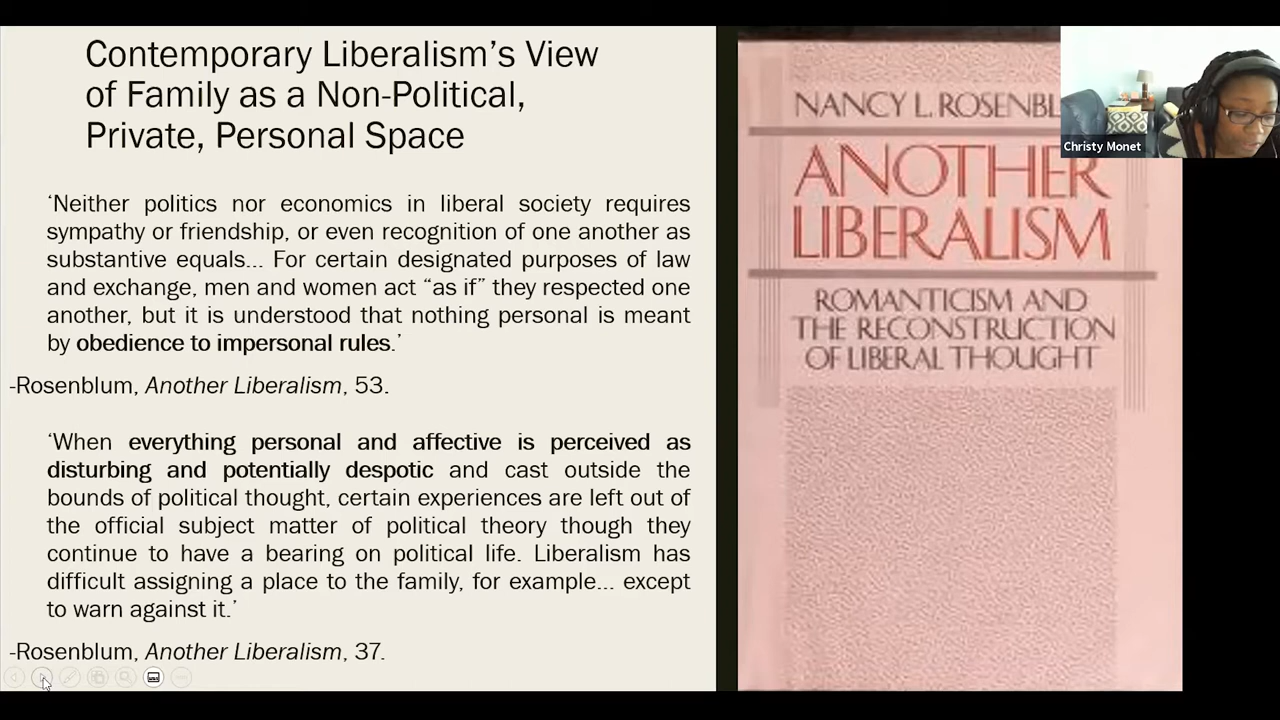 Contemporary Liberalism's View
of Family as a Non-Political,
Private, Personal Space
‘Neither politics nor economics in liberal society requires
sympathy or friendship, or even recognition of one another as
substantive equals... For certain designated purposes of law
and exchange, men and women act “as if” they respected one
another, but it is understood that nothing personal is meant
by obedience to impersonal rules.’
-Rosenblum, Another Liberalism, 53.
‘When everything personal and affective is perceived as
disturbing and potentially despotic and cast outside the
bounds of political thought, certain experiences are left out of
the official subject matter of political theory though they
continue to have a bearing on political life. Liberalism has
difficult assigning a place to the family, for example... except
to warn against it.’
-Rosenblum, Another Liberalism, 37.
NANCY L. ROSENBL
ANOTHER
LIBERALISM
ROMANTICISM AND
THE RECONSTRUCTION
OF LIBERAL THOUGHT
Christy Monet